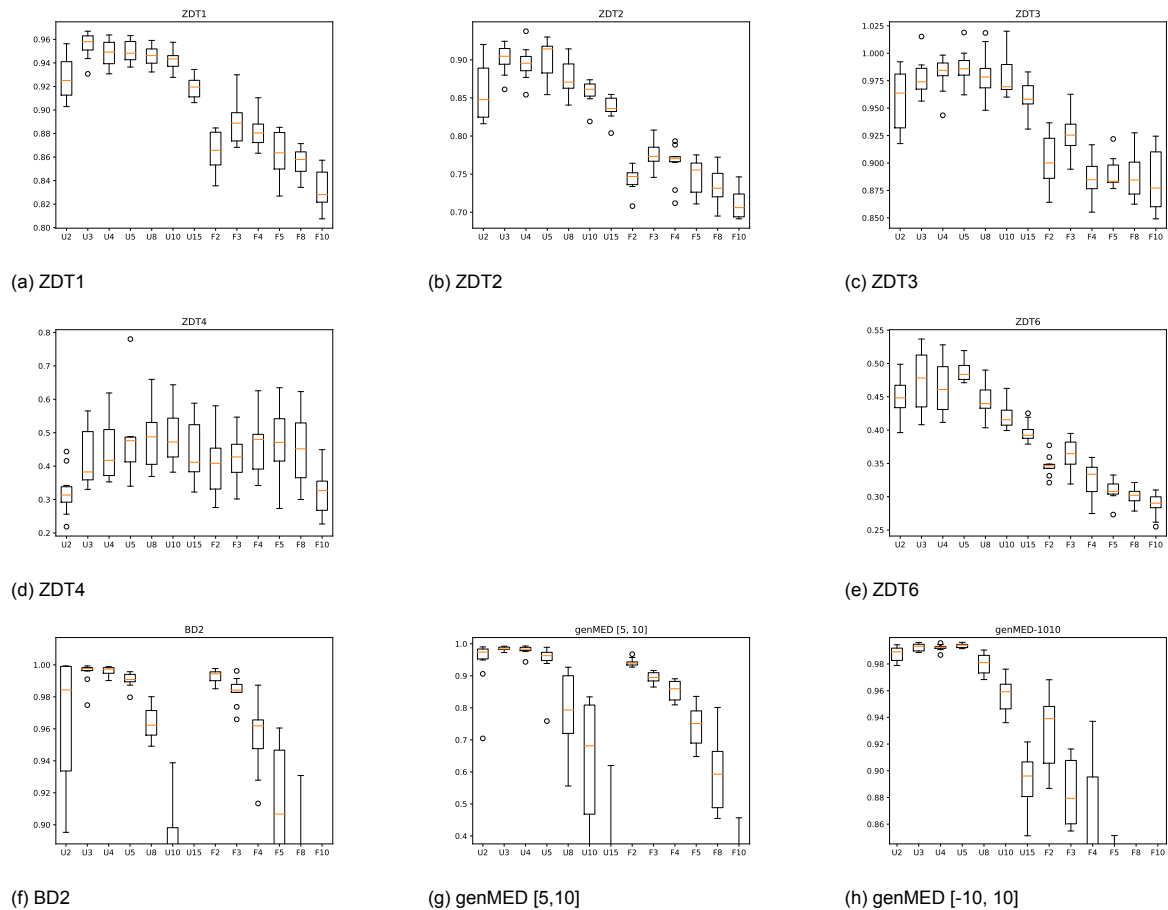 ZDT1
0.96
0.94
0.92
0.90
0.88
0.86
0.84
0.82
0.80
U2 U3 U4 U5 U8 U10 U15 F2 F3 F4 F5 F8 F10
(a) ZDT1
ZDT2
0.90
0.85
0.80
0.75
0.70
U2 U3 U4 U5 U8 U10 U15 F2 F3 F4 F5 F8 F10
(b) ZDT2
ZDT3
1.025
1.000
0.975
0.950
0.925
0.900
0.875
0.850
U2 U3 U4 U5 U8 U10 U15 F2 F3 F4 F5 F8 F10
(c) ZDT3
ZDT4
0.8
0.7
0.6
0.5
0.4
0.3
0.2
U2 U3 U4 U5 U8 U10 U15 F2 F3 F4 F5 F8 F10
(d) ZDT4
ZDT6
0.55
0.50
0.45
0.40
0.35
0.30
0.25
U2 U3 U4 U5 U8 U10 U15 F2 F3 F4 F5 F8 F10
(e) ZDT6
BD2
1.00
0.98
0.96
0.94
0.92
0.90
U2 U3 U4 U5 U8 U10 U15 F2 F3 F4 F5 F8 F10
(f) BD2
genMED [5, 10]
1.0
0.9
0.8
0.7
0.6
0.5
0.4
U2 U3 U4 U5 U8 U10 U15 F2 F3 F4 F5 F8 F10
(g) genMED [5,10]
genMED-1010
0.98
0.96
0.94
0.92
0.90
0.88
0.86
U2 U3 U4 U5 U8 U10 U15 F2 F3 F4 F5 F8 F10
(h) genMED [-10, 10]